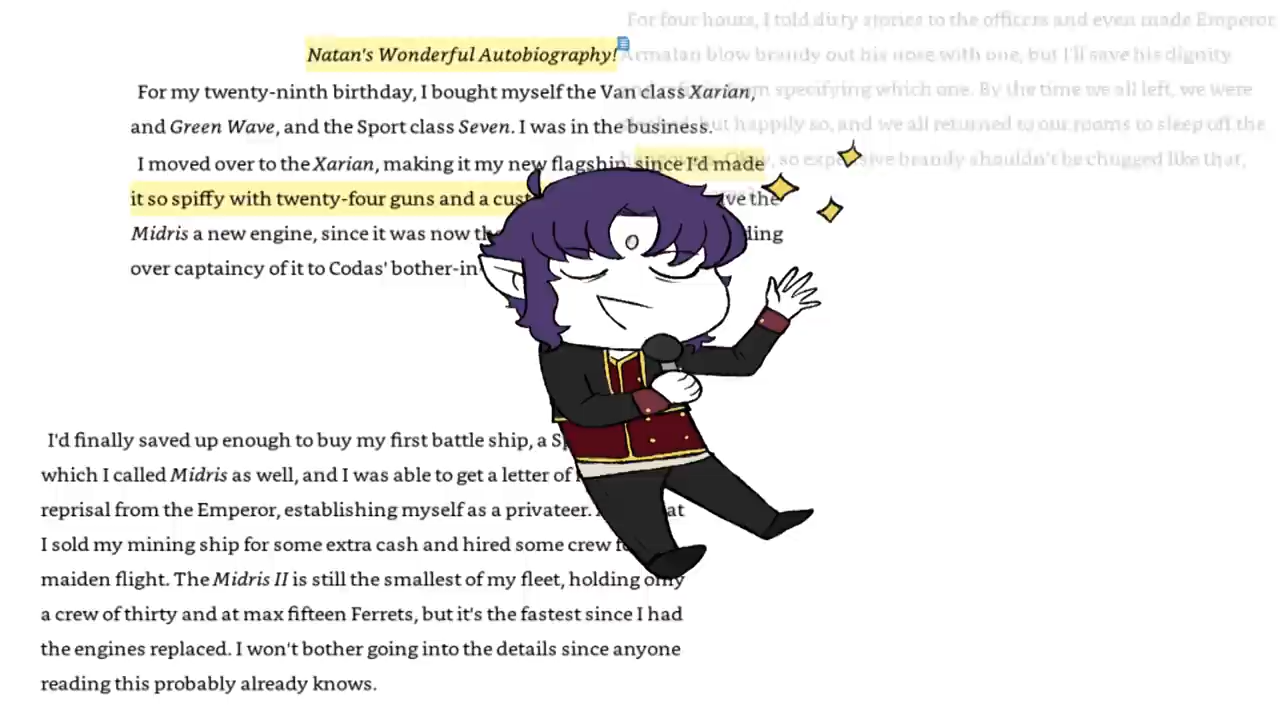 Natan's Wonderful Autobiography!
For my twenty-ninth birthday, I bought myself the Van class Xarian,
and Green Wave, and the Sport class Seven. I was in the business.
I moved over to the Xarian, making it my new flagship, since I'd made
it so spiffy with twenty-four guns and a
the
Midris a new engine, since it was now
over captaincy of it to Codas' bother-in
For four hours, I told dirty stories to the officers and even made Emperor
Armatan blow brandy out his nose with one, but I'll save his dignity
from specifying which one. By the time we all left, we were
but happily so, and we all returned to our rooms to sleep off the
so expensive brandy shouldn't be chugged like that,
I'd finally saved up enough to buy my first battle ship, a
which I called Midris as well, and I was able to get a letter of
reprisal from the Emperor, establishing myself as a privateer. at
I sold my mining ship for some extra cash and hired some crew
maiden flight. The Midris II is still the smallest of my fleet, holding only
a crew of thirty and at max fifteen Ferrets, but it's the fastest since I had
the engines replaced. I won't bother going into the details since anyone
reading this probably already knows.